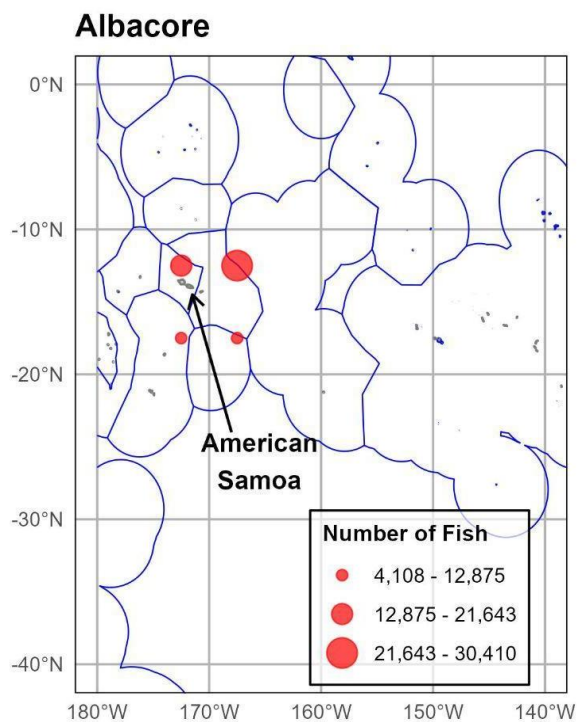 Albacore
0°N
-10°N
-20°N
American
Samoa
-30°N
Number of Fish
4,108 - 12,875
12,875 - 21,643
21,643 - 30,410
-40°N
180°W
170°W
160°W
150°W
140°W